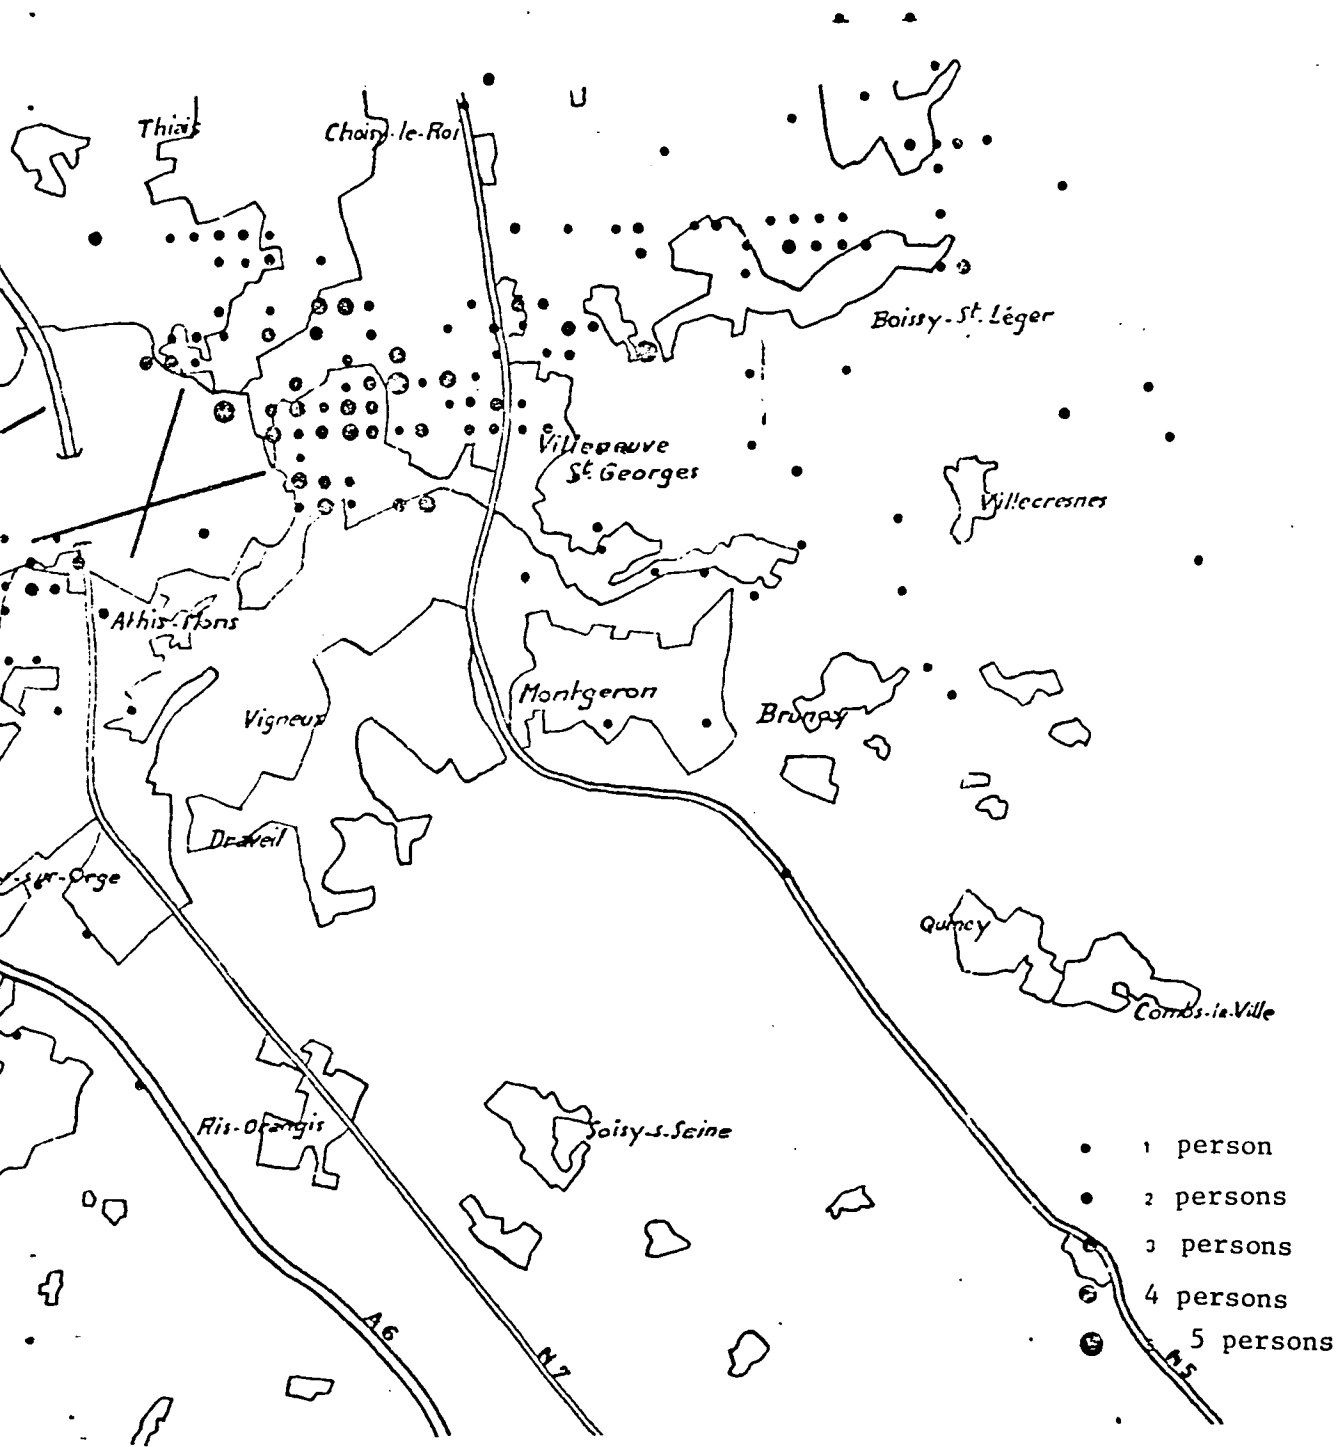 Thiais
Choisy-le-Roi
Boissy-St. Léger
Villeneuve
St. Georges
Villecresnes
Athis-Mons
Montgeron
Vigneux
Brunoy
Draveil
-sur-Orge
Quincy
Combs-la-Ville
Ris-Orangis
Soisy-s.-Seine
1 person
2 persons
3 persons
4 persons
5 persons
A6
N7
N5